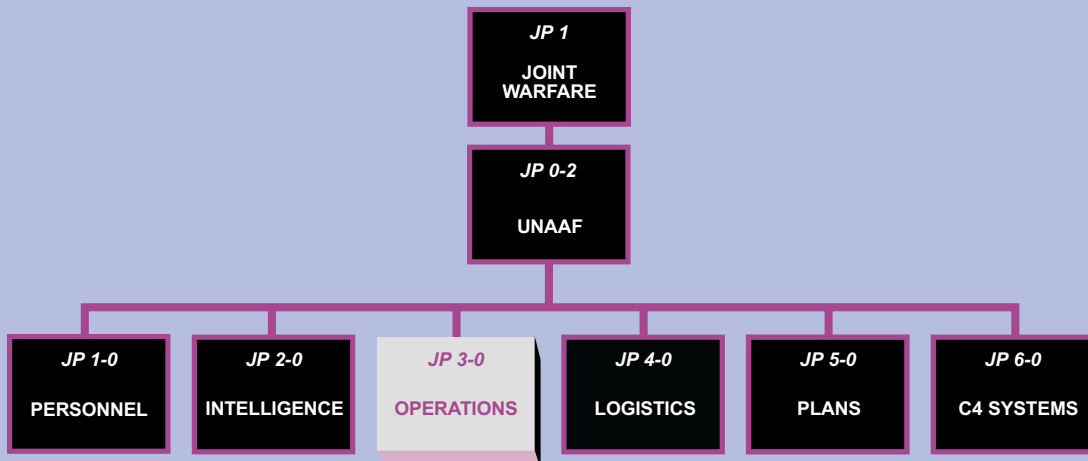 JP 1
JOINT
WARFARE
JP 0-2
UNAAF
JP 1-0
PERSONNEL
JP 2-0
INTELLIGENCE
JP 3-0
OPERATIONS
JP 4-0
LOGISTICS
JP 5-0
PLANS
JP 6-0
C4 SYSTEMS